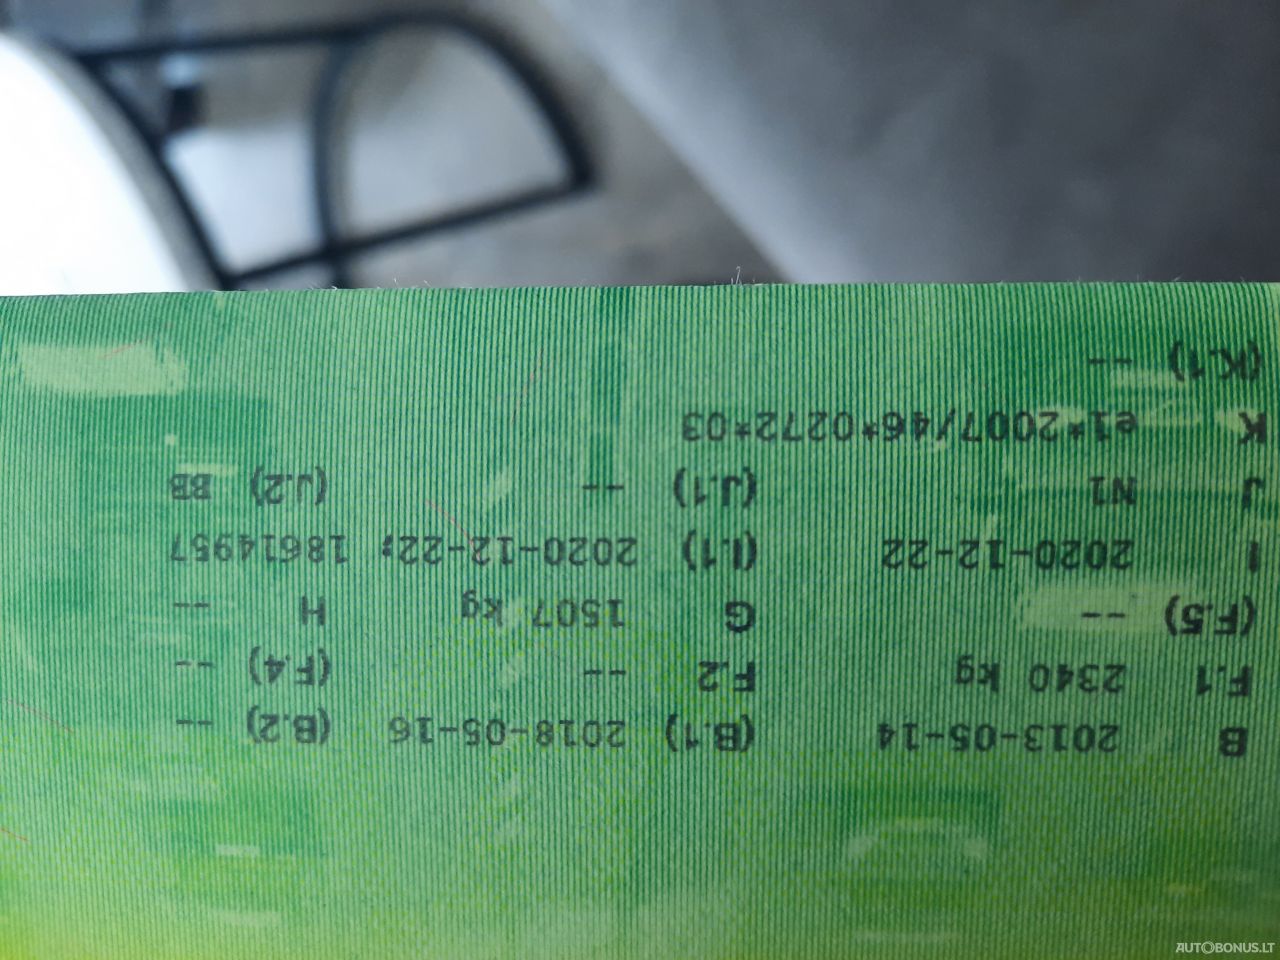 B 2013-05-14 (B.1) 2018-05-16 (B.2) --
F.1 2340 kg F.2 -- (F.4) --
(F.5) -- G 1507 kg H --
I 2020-12-22 (I.1) 2020-12-22; 18614957
J N1 (J.1) -- (J.2) BB
K e1*2007/46*0272*03
(K.1) --
AUTOBONUS.LT